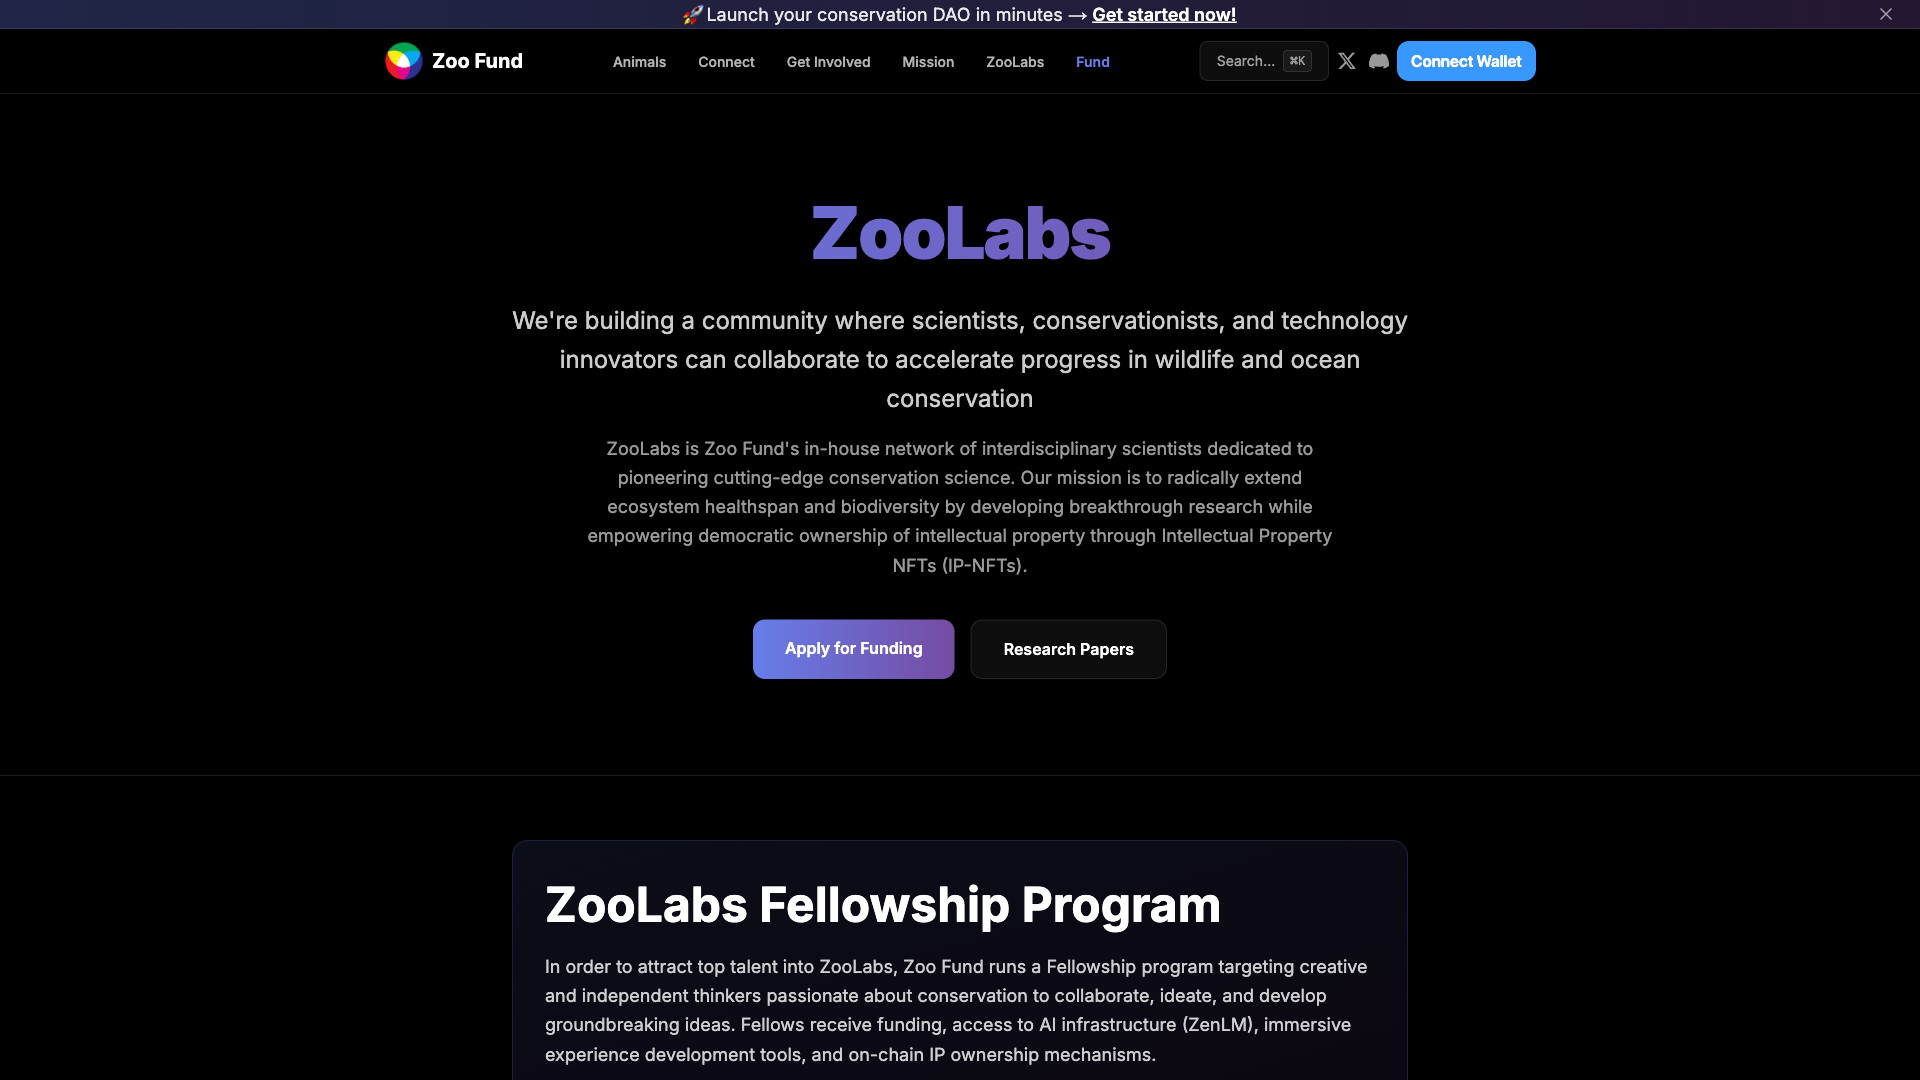 🚀 Launch your conservation DAO in minutes → Get started now!
Zoo Fund
Animals
Connect
Get Involved
Mission
ZooLabs
Fund
Search... ⌘K
Connect Wallet
ZooLabs
We're building a community where scientists, conservationists, and technology
innovators can collaborate to accelerate progress in wildlife and ocean
conservation
ZooLabs is Zoo Fund's in-house network of interdisciplinary scientists dedicated to
pioneering cutting-edge conservation science. Our mission is to radically extend
ecosystem healthspan and biodiversity by developing breakthrough research while
empowering democratic ownership of intellectual property through Intellectual Property
NFTs (IP-NFTs).
Apply for Funding
Research Papers
ZooLabs Fellowship Program
In order to attract top talent into ZooLabs, Zoo Fund runs a Fellowship program targeting creative
and independent thinkers passionate about conservation to collaborate, ideate, and develop
groundbreaking ideas. Fellows receive funding, access to AI infrastructure (ZenLM), immersive
experience development tools, and on-chain IP ownership mechanisms.